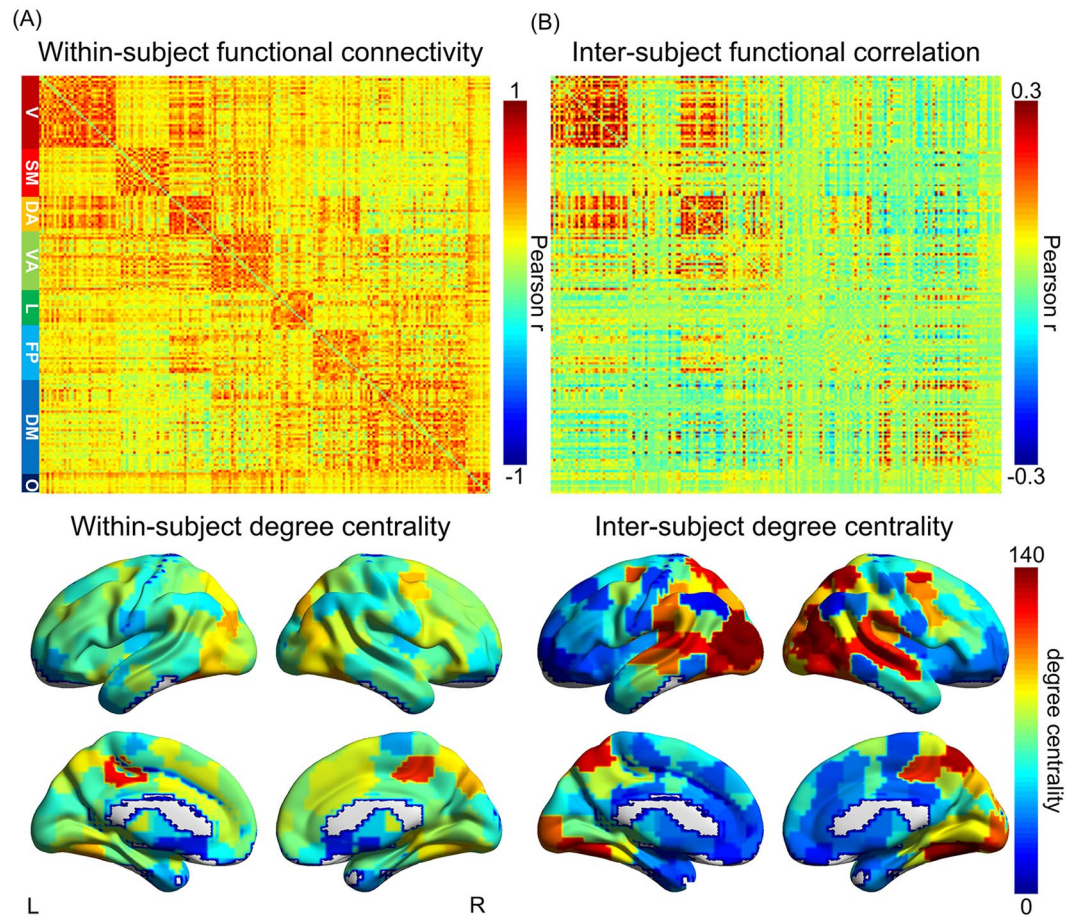 (A)
Within-subject functional connectivity
V
SM
DA
VA
L
FP
DM
O
1
Pearson r
-1
(B)
Inter-subject functional correlation
0.3
Pearson r
-0.3
Within-subject degree centrality
Inter-subject degree centrality
140
degree centrality
0
L
R